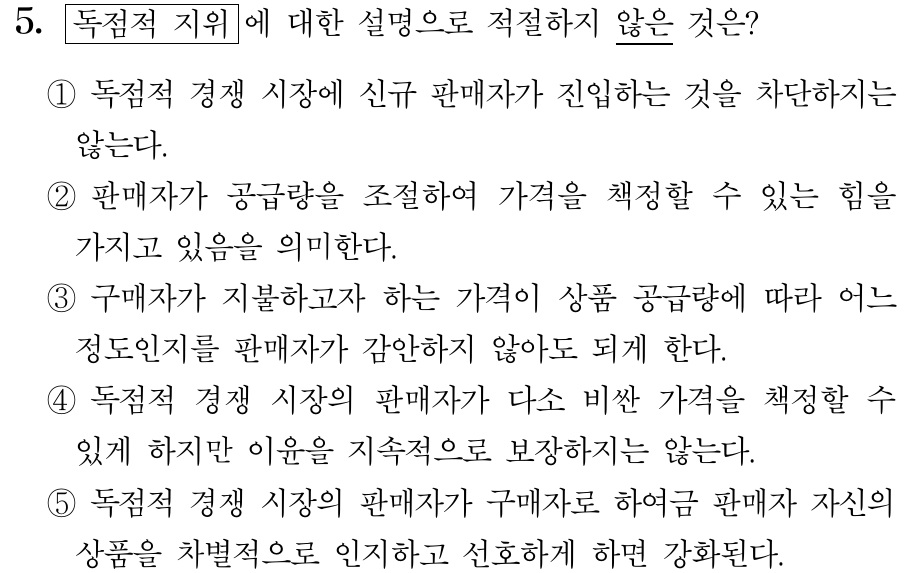 5. 독점적 지위에 대한 설명으로 적절하지 않은 것은?
① 독점적 경쟁 시장에 신규 판매자가 진입하는 것을 차단하지는
않는다.
② 판매자가 공급량을 조절하여 가격을 책정할 수 있는 힘을
가지고 있음을 의미한다.
③ 구매자가 지불하고자 하는 가격이 상품 공급량에 따라 어느
정도인지를 판매자가 감안하지 않아도 되게 한다.
④ 독점적 경쟁 시장의 판매자가 다소 비싼 가격을 책정할 수
있게 하지만 이윤을 지속적으로 보장하지는 않는다.
⑤ 독점적 경쟁 시장의 판매자가 구매자로 하여금 판매자 자신의
상품을 차별적으로 인지하고 선호하게 하면 강화된다.